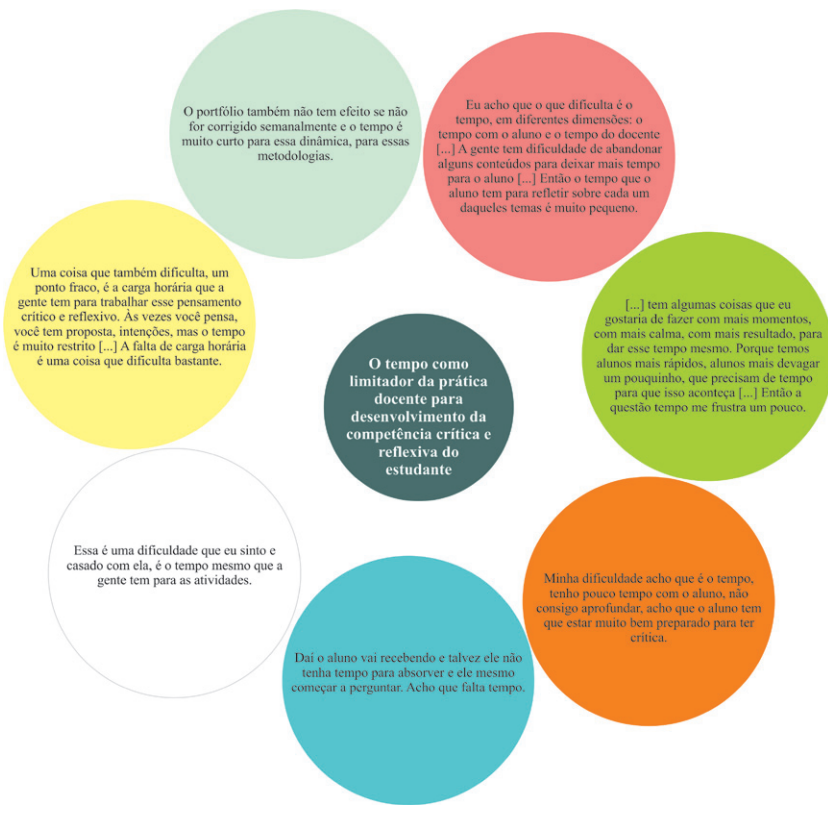 O portfólio também não tem efeito se não
for corrigido semanalmente e o tempo é
muito curto para essa dinâmica, para essas
metodologias.
Eu acho que o que dificulta é o
tempo, em diferentes dimensões: o
tempo com o aluno e o tempo do docente
[...] A gente tem dificuldade de abandonar
alguns conteúdos para deixar mais tempo
para o aluno [...] Então o tempo que o
aluno tem para refletir sobre cada um
daqueles temas é muito pequeno.
Uma coisa que também dificulta, um
ponto fraco, é a carga horária que a
gente tem para trabalhar esse pensamento
crítico e reflexivo. Às vezes você pensa,
você tem proposta, intenções, mas o tempo
é muito restrito [...] A falta de carga horária
é uma coisa que dificulta bastante.
[...] tem algumas coisas que eu
gostaria de fazer com mais momentos,
com mais calma, com mais resultado, para
dar esse tempo mesmo. Porque temos
alunos mais rápidos, alunos mais devagar
um pouquinho, que precisam de tempo
para que isso aconteça [...] Então a
questão tempo me frustra um pouco.
O tempo como
limitador da prática
docente para
desenvolvimento da
competência crítica e
reflexiva do
estudante
Essa é uma dificuldade que eu sinto e
casado com ela, é o tempo mesmo que a
gente tem para as atividades.
Minha dificuldade acho que é o tempo,
tenho pouco tempo com o aluno, não
consigo aprofundar, acho que o aluno tem
que estar muito bem preparado para ter
crítica.
Daí o aluno vai recebendo e talvez ele não
tenha tempo para absorver e ele mesmo
começar a perguntar. Acho que falta tempo.